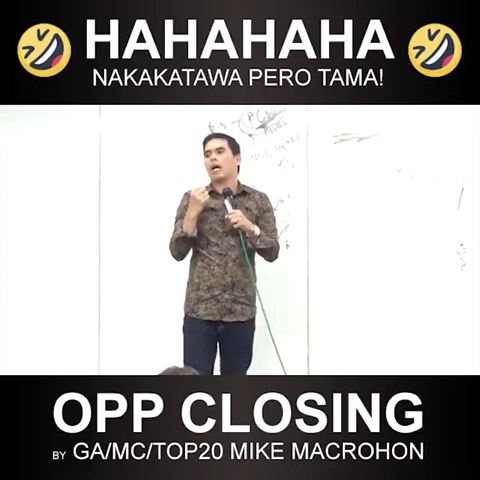 HAHAHAHA
NAKAKATAWA PERO TAMA!
OPP CLOSING
BY GA/MC/TOP20 MIKE MACROHON